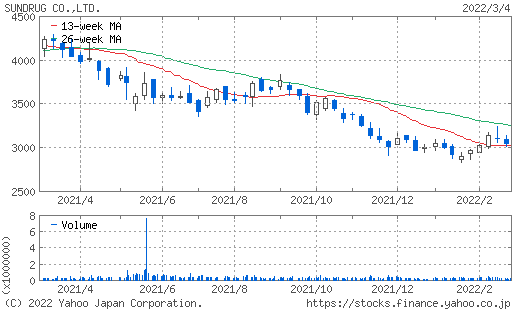 SUNDRUG CO.,LTD. 2022/3/4
4500
13-week MA
26-week MA
4000
3500
3000
2500
2021/4 2021/6 2021/8 2021/10 2021/12 2022/2
8
Volume
6
4
2
0
(x1000000)
2021/4 2021/6 2021/8 2021/10 2021/12 2022/2
(C) 2022 Yahoo Japan Corporation. https://stocks.finance.yahoo.co.jp/